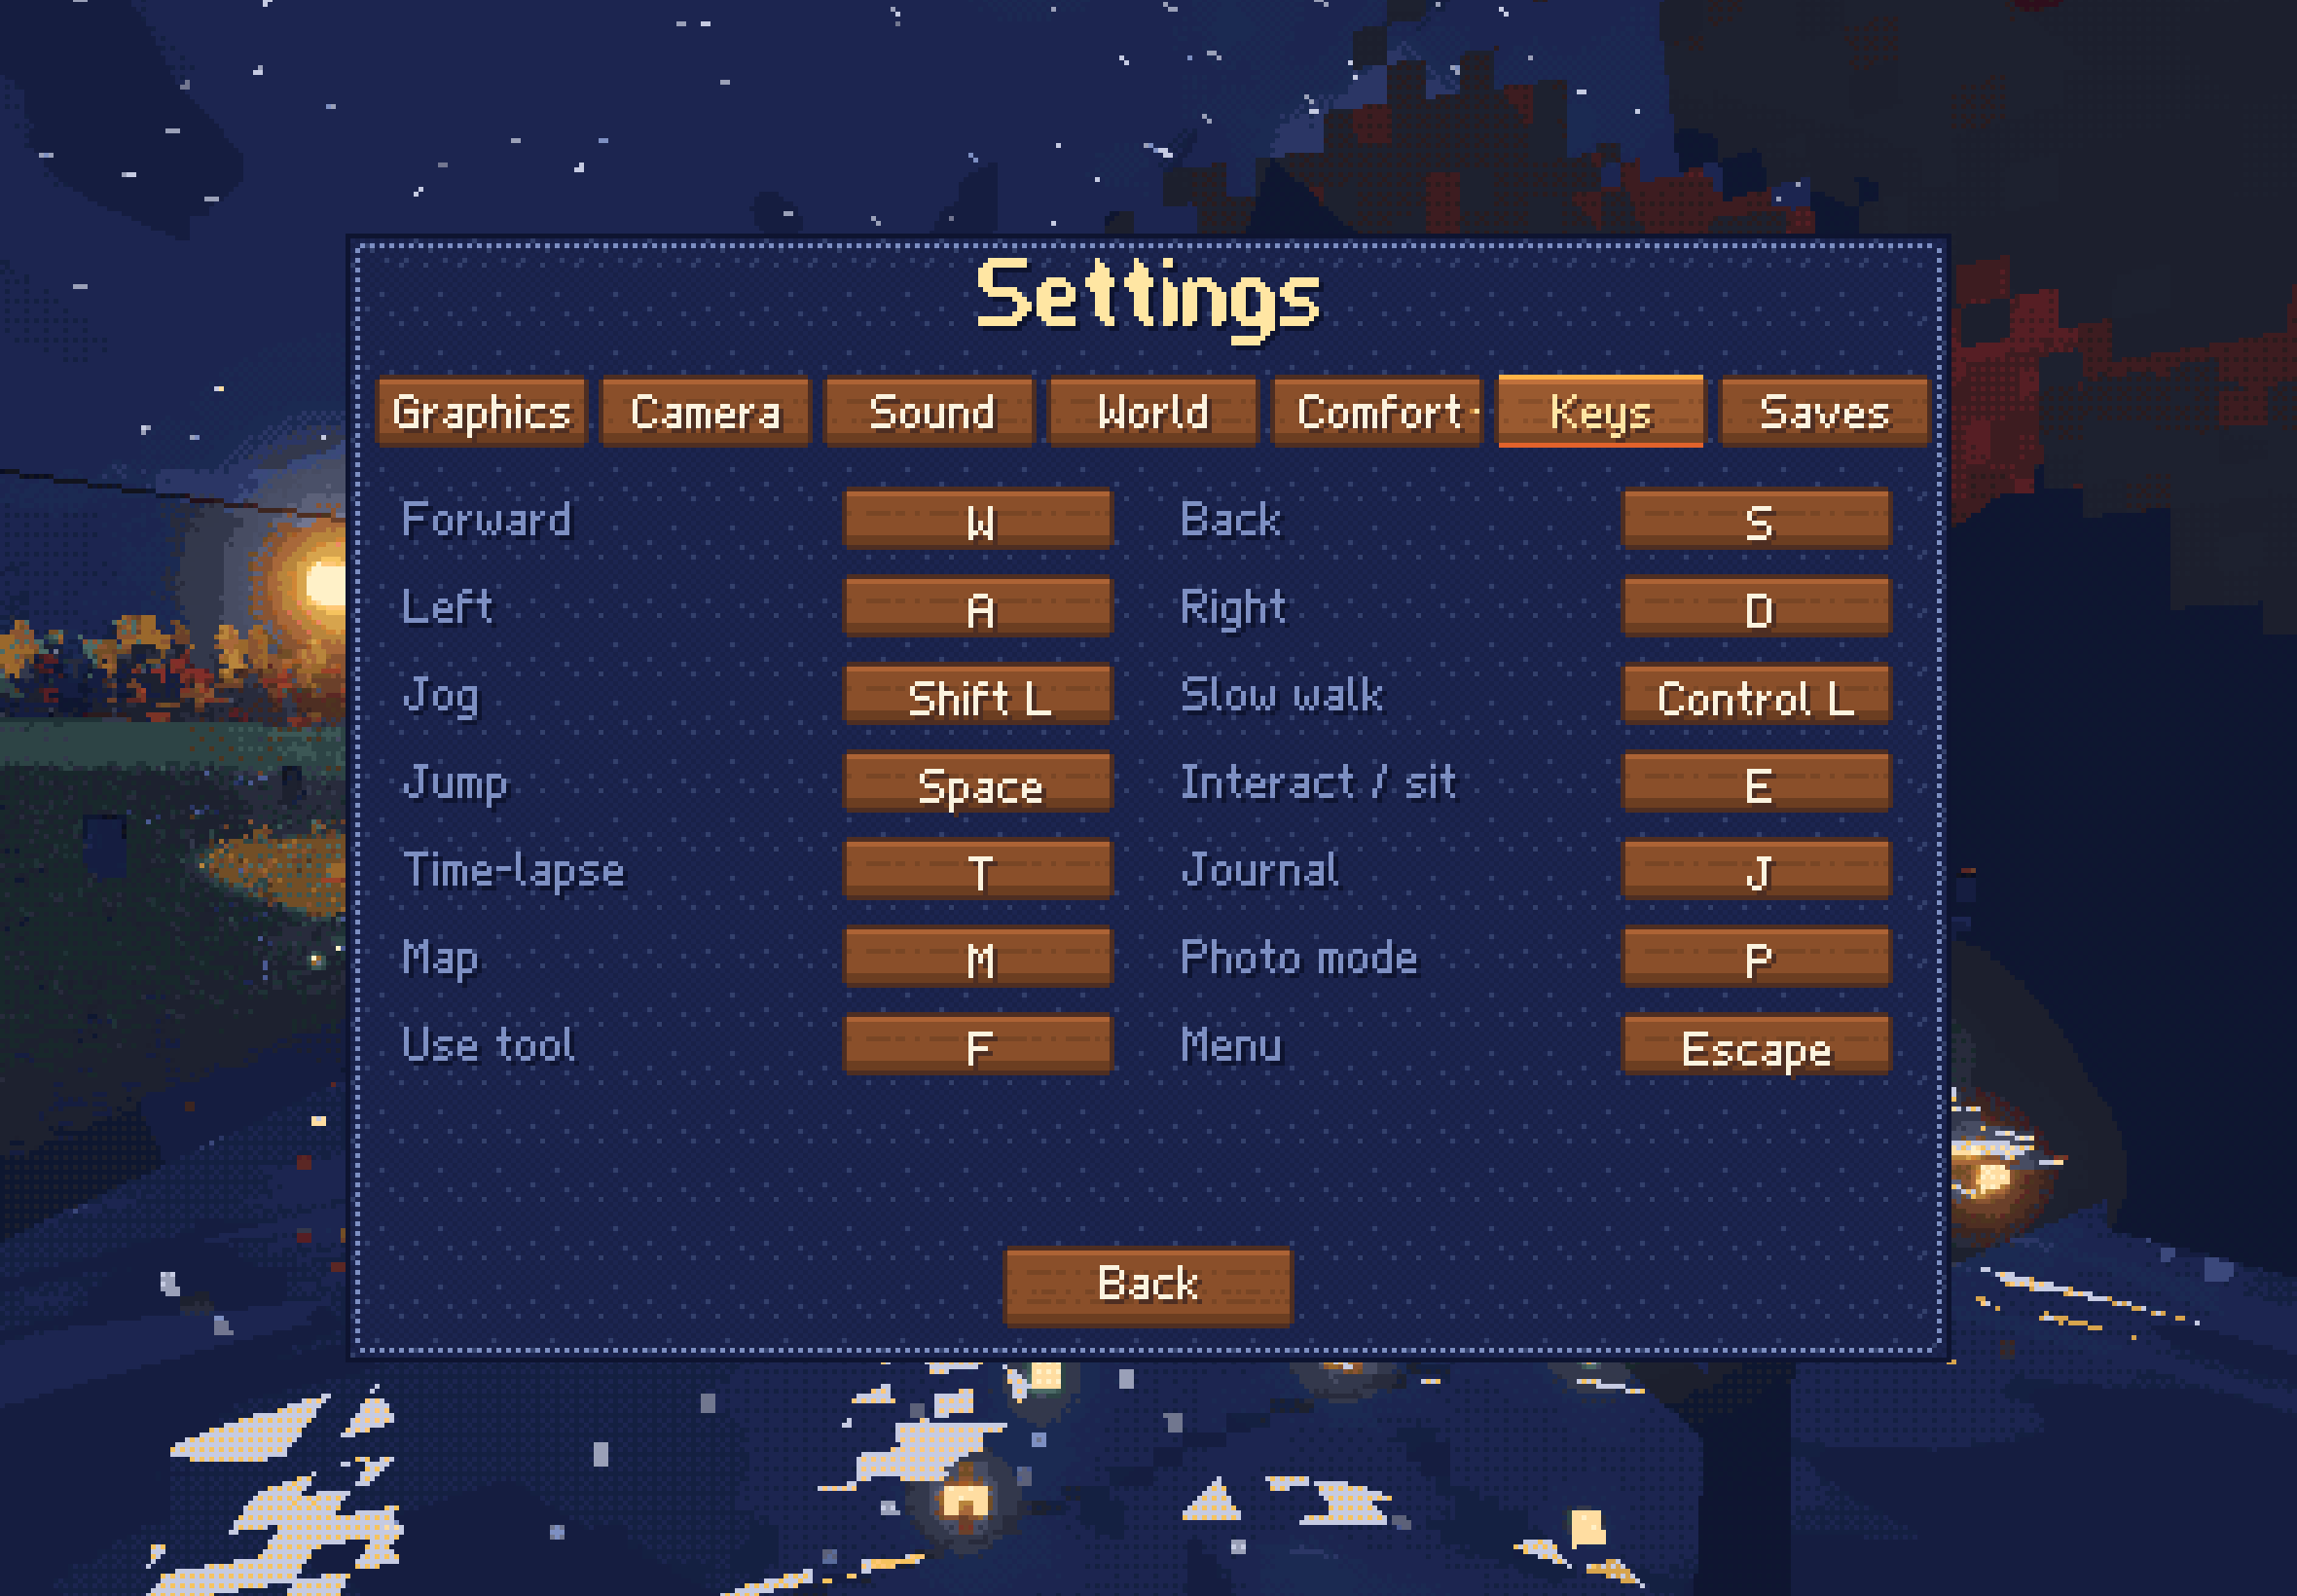 Settings
Graphics Camera Sound World Comfort Keys Saves
Forward W Back S
Left A Right D
Jog Shift L Slow walk Control L
Jump Space Interact / sit E
Time-lapse T Journal J
Map M Photo mode P
Use tool F Menu Escape
Back